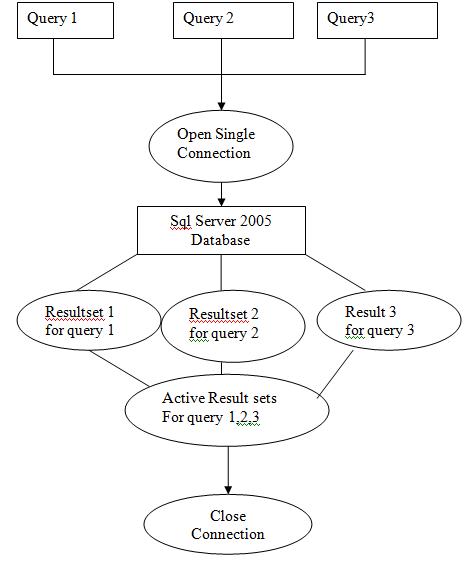 Query 1
Query 2
Query3
Open Single
Connection
Sql Server 2005
Database
Resultset 1
for query 1
Resultset 2
for query 2
Result 3
for query 3
Active Result sets
For query 1,2,3
Close
Connection